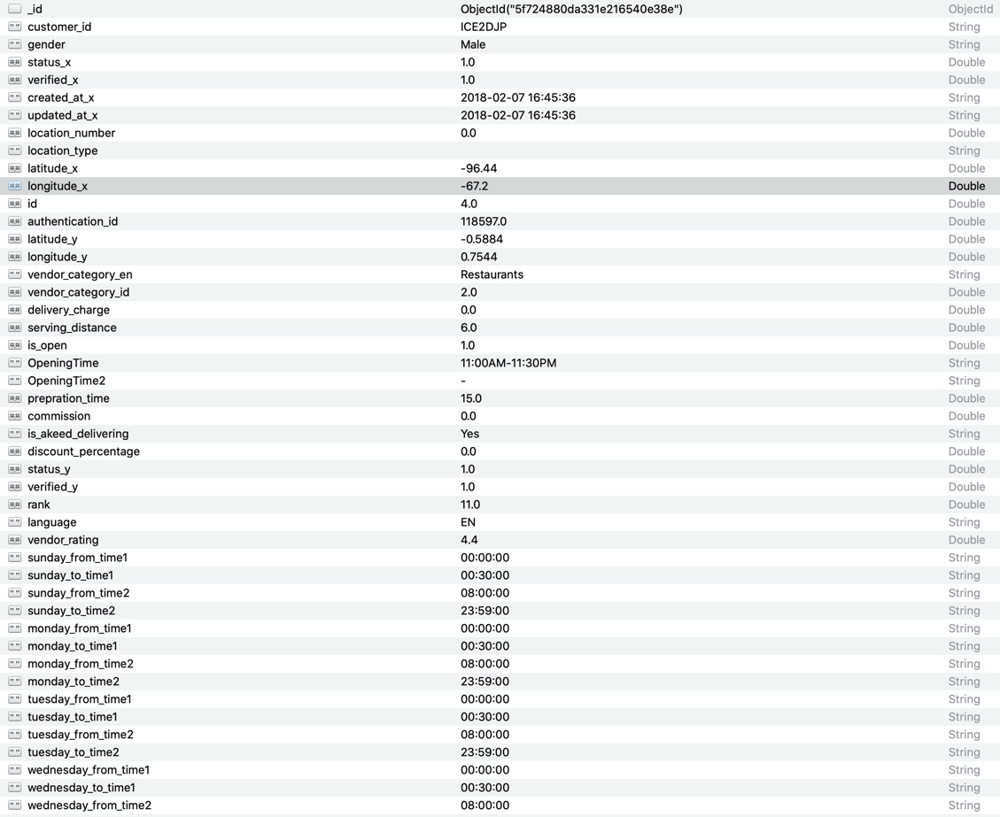 _id ObjectId("5f724880da331e216540e38e") ObjectId
customer_id ICE2DJP String
gender Male String
status_x 1.0 Double
verified_x 1.0 Double
created_at_x 2018-02-07 16:45:36 String
updated_at_x 2018-02-07 16:45:36 String
location_number 0.0 Double
location_type String
latitude_x -96.44 Double
longitude_x -67.2 Double
id 4.0 Double
authentication_id 118597.0 Double
latitude_y -0.5884 Double
longitude_y 0.7544 Double
vendor_category_en Restaurants String
vendor_category_id 2.0 Double
delivery_charge 0.0 Double
serving_distance 6.0 Double
is_open 1.0 Double
OpeningTime 11:00AM-11:30PM String
OpeningTime2 - String
prepration_time 15.0 Double
commission 0.0 Double
is_akeed_delivering Yes String
discount_percentage 0.0 Double
status_y 1.0 Double
verified_y 1.0 Double
rank 11.0 Double
language EN String
vendor_rating 4.4 Double
sunday_from_time1 00:00:00 String
sunday_to_time1 00:30:00 String
sunday_from_time2 08:00:00 String
sunday_to_time2 23:59:00 String
monday_from_time1 00:00:00 String
monday_to_time1 00:30:00 String
monday_from_time2 08:00:00 String
monday_to_time2 23:59:00 String
tuesday_from_time1 00:00:00 String
tuesday_to_time1 00:30:00 String
tuesday_from_time2 08:00:00 String
tuesday_to_time2 23:59:00 String
wednesday_from_time1 00:00:00 String
wednesday_to_time1 00:30:00 String
wednesday_from_time2 08:00:00 String